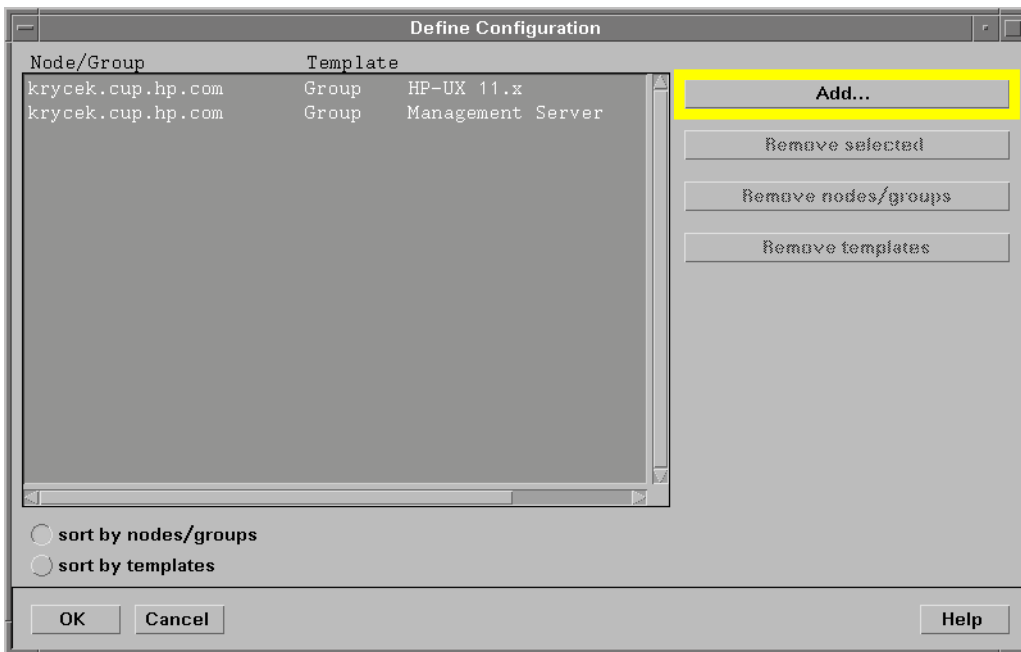 Define Configuration
Node/Group Template
krycek.cup.hp.com Group HP-UX 11.x
krycek.cup.hp.com Group Management Server
Add...
Remove selected
Remove nodes/groups
Remove templates
sort by nodes/groups
sort by templates
OK Cancel Help